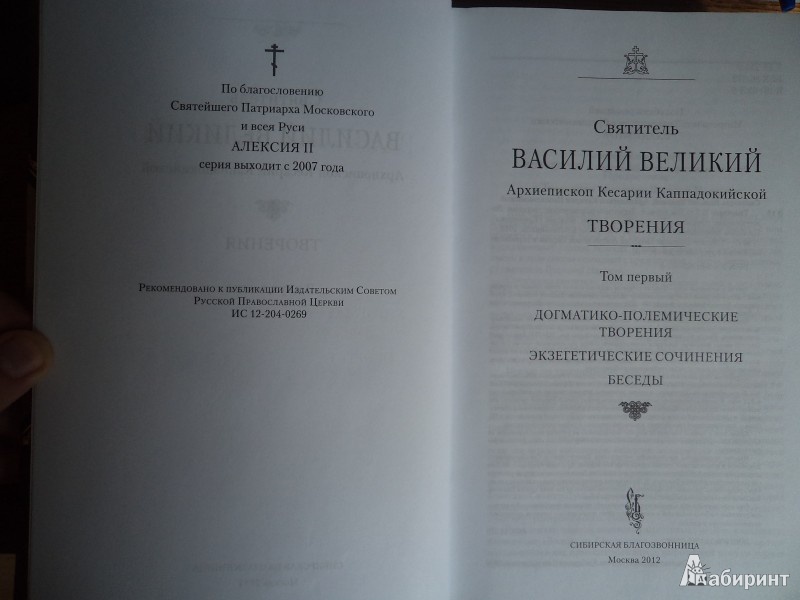 По благословению
Святейшего Патриарха Московского
и всея Руси
АЛЕКСИЯ II
серия выходит с 2007 года
Рекомендовано к публикации Издательским Советом
Русской Православной Церкви
ИС 12-204-0269
Святитель
ВАСИЛИЙ ВЕЛИКИЙ
Архиепископ Кесарии Каппадокийской
ТВОРЕНИЯ
Том первый
ДОГМАТИКО-ПОЛЕМИЧЕСКИЕ
ТВОРЕНИЯ
ЭКЗЕГЕТИЧЕСКИЕ СОЧИНЕНИЯ
БЕСЕДЫ
СИБИРСКАЯ БЛАГОЗВОННИЦА
Москва 2012
Лабиринт